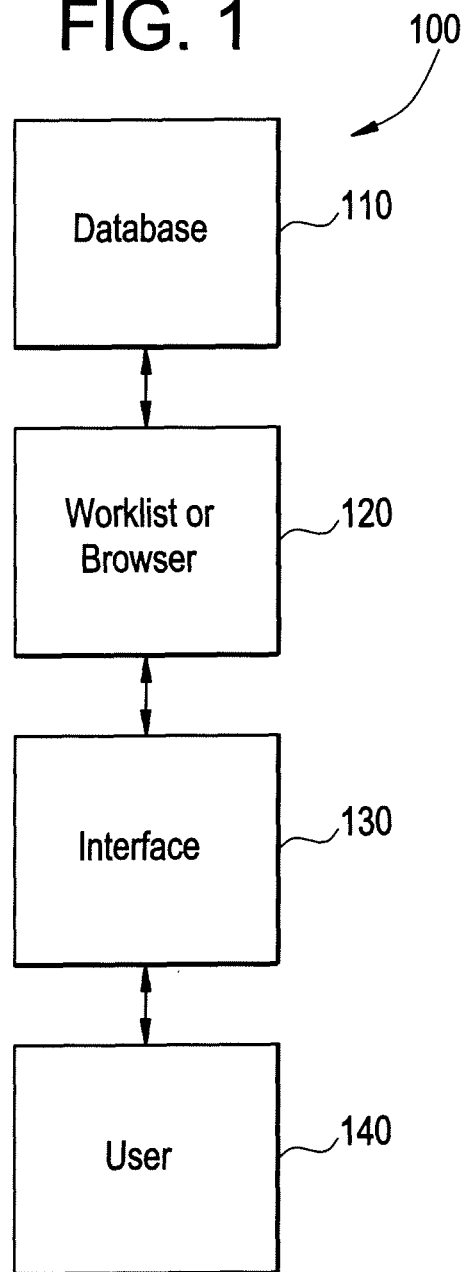 FIG. 1
100
Database
110
Worklist or
Browser
120
Interface
130
User
140